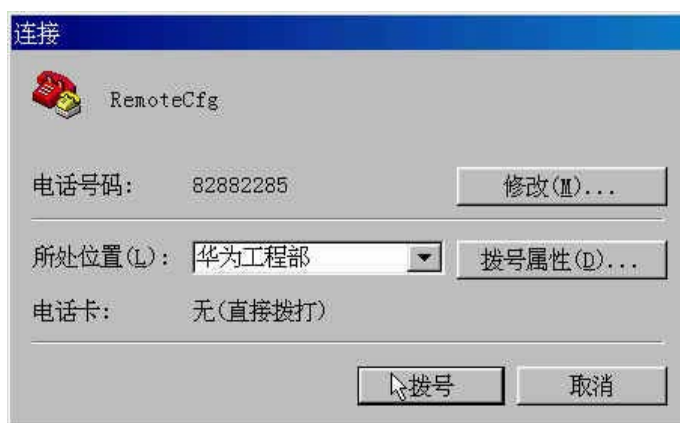 连接
RemoteCfg
电话号码: 82882285 修改(M)...
所处位置(L): 华为工程部 拨号属性(D)...
电话卡: 无(直接拨打)
拨号 取消